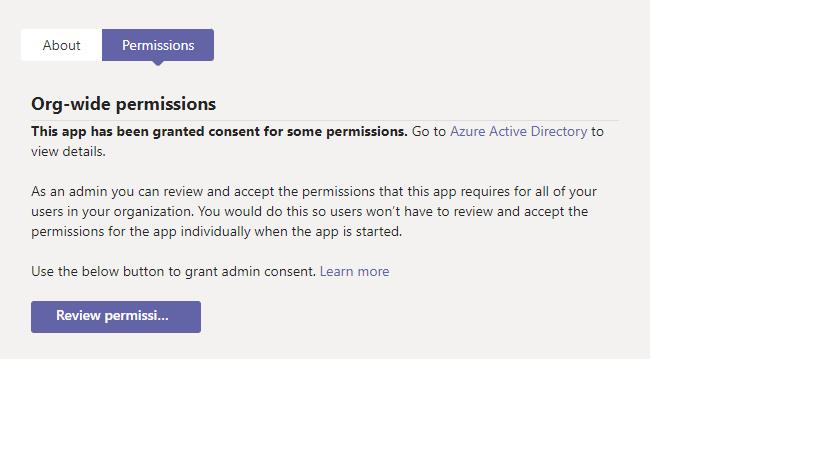 About
Permissions
Org-wide permissions
This app has been granted consent for some permissions. Go to Azure Active Directory to
view details.
As an admin you can review and accept the permissions that this app requires for all of your
users in your organization. You would do this so users won't have to review and accept the
permissions for the app individually when the app is started.
Use the below button to grant admin consent. Learn more
Review permissi...